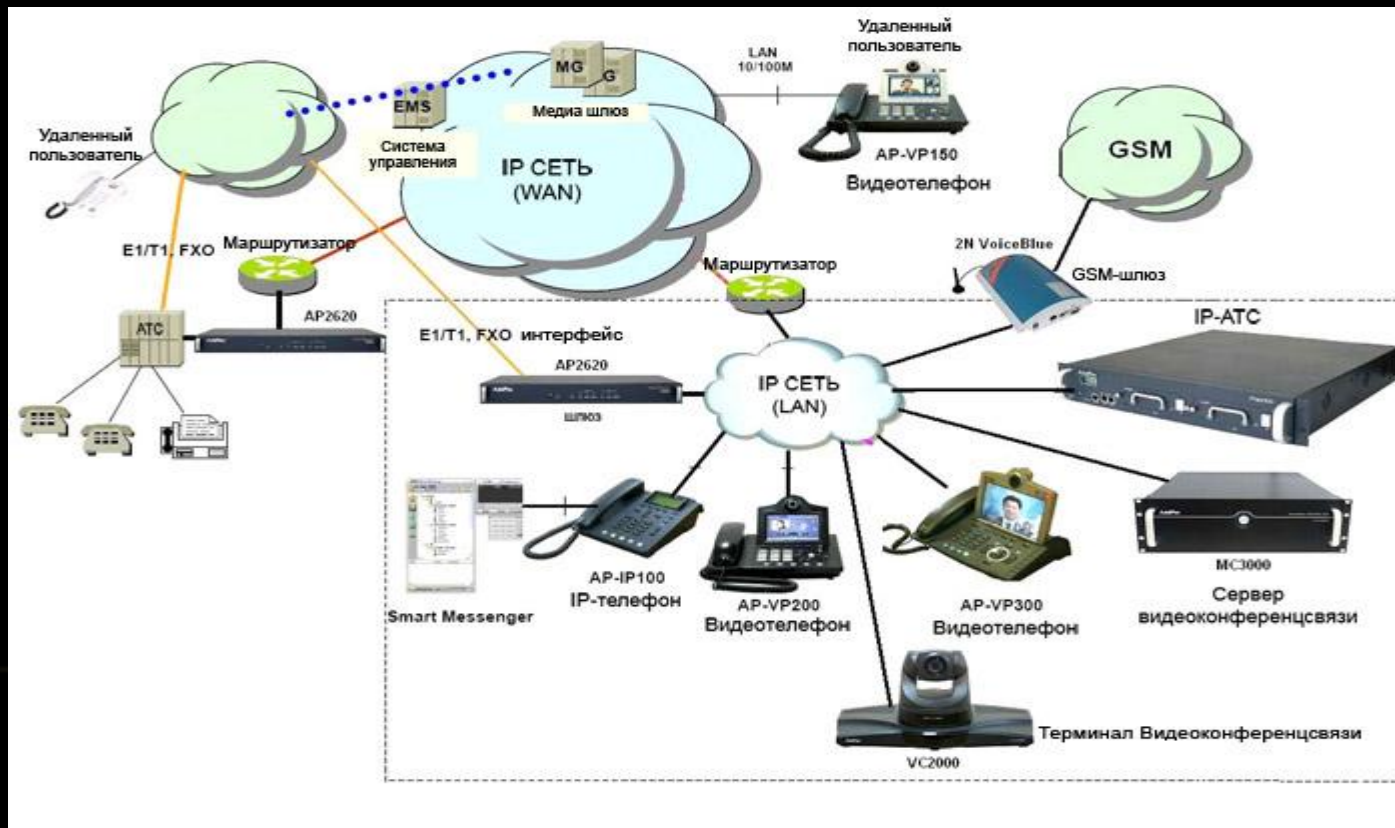 Удаленный
пользователь
LAN
10/100M
MG
G
EMS
Медиа шлюз
Удаленный
пользователь
Система
управления
IP СЕТЬ
(WAN)
AP-VP150
Видеотелефон
GSM
E1/T1, FXO
Маршрутизатор
Маршрутизатор
2N VoiceBlue
GSM-шлюз
AP2620
АТС
E1/T1, FXO интерфейс
IP-АТС
AP2620
шлюз
IP СЕТЬ
(LAN)
AP-IP100
IP-телефон
Smart Messenger
AP-VP200
Видеотелефон
AP-VP300
Видеотелефон
MC3000
Сервер
видеоконференцсвязи
Терминал Видеоконференцсвязи
VC2000